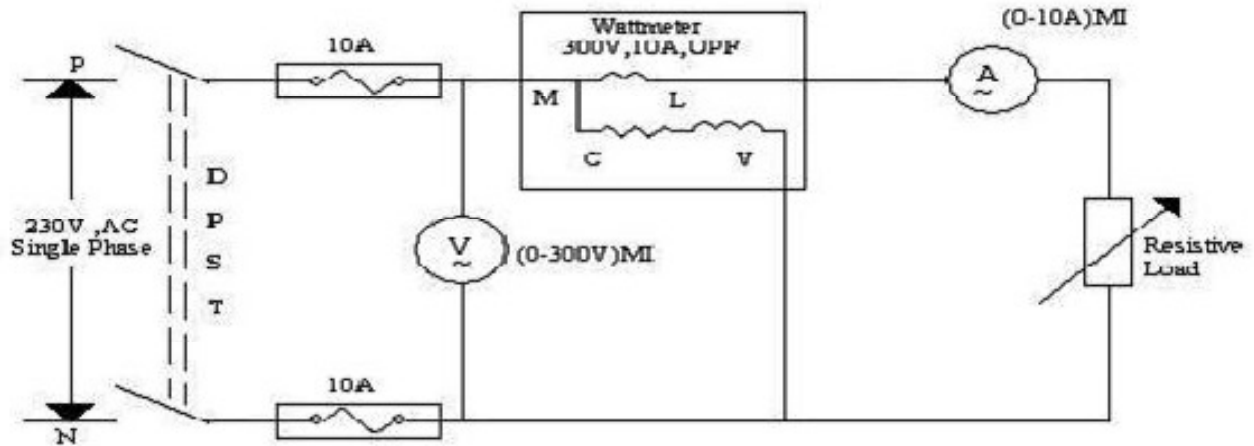 (0-10A)MI
Wattmeter
300V,10A,UPF
10A
P
A
~
M
L
C
V
D
P
S
T
230V ,AC
Single Phase
V
~
(0-300V)MI
Resistive
Load
10A
N